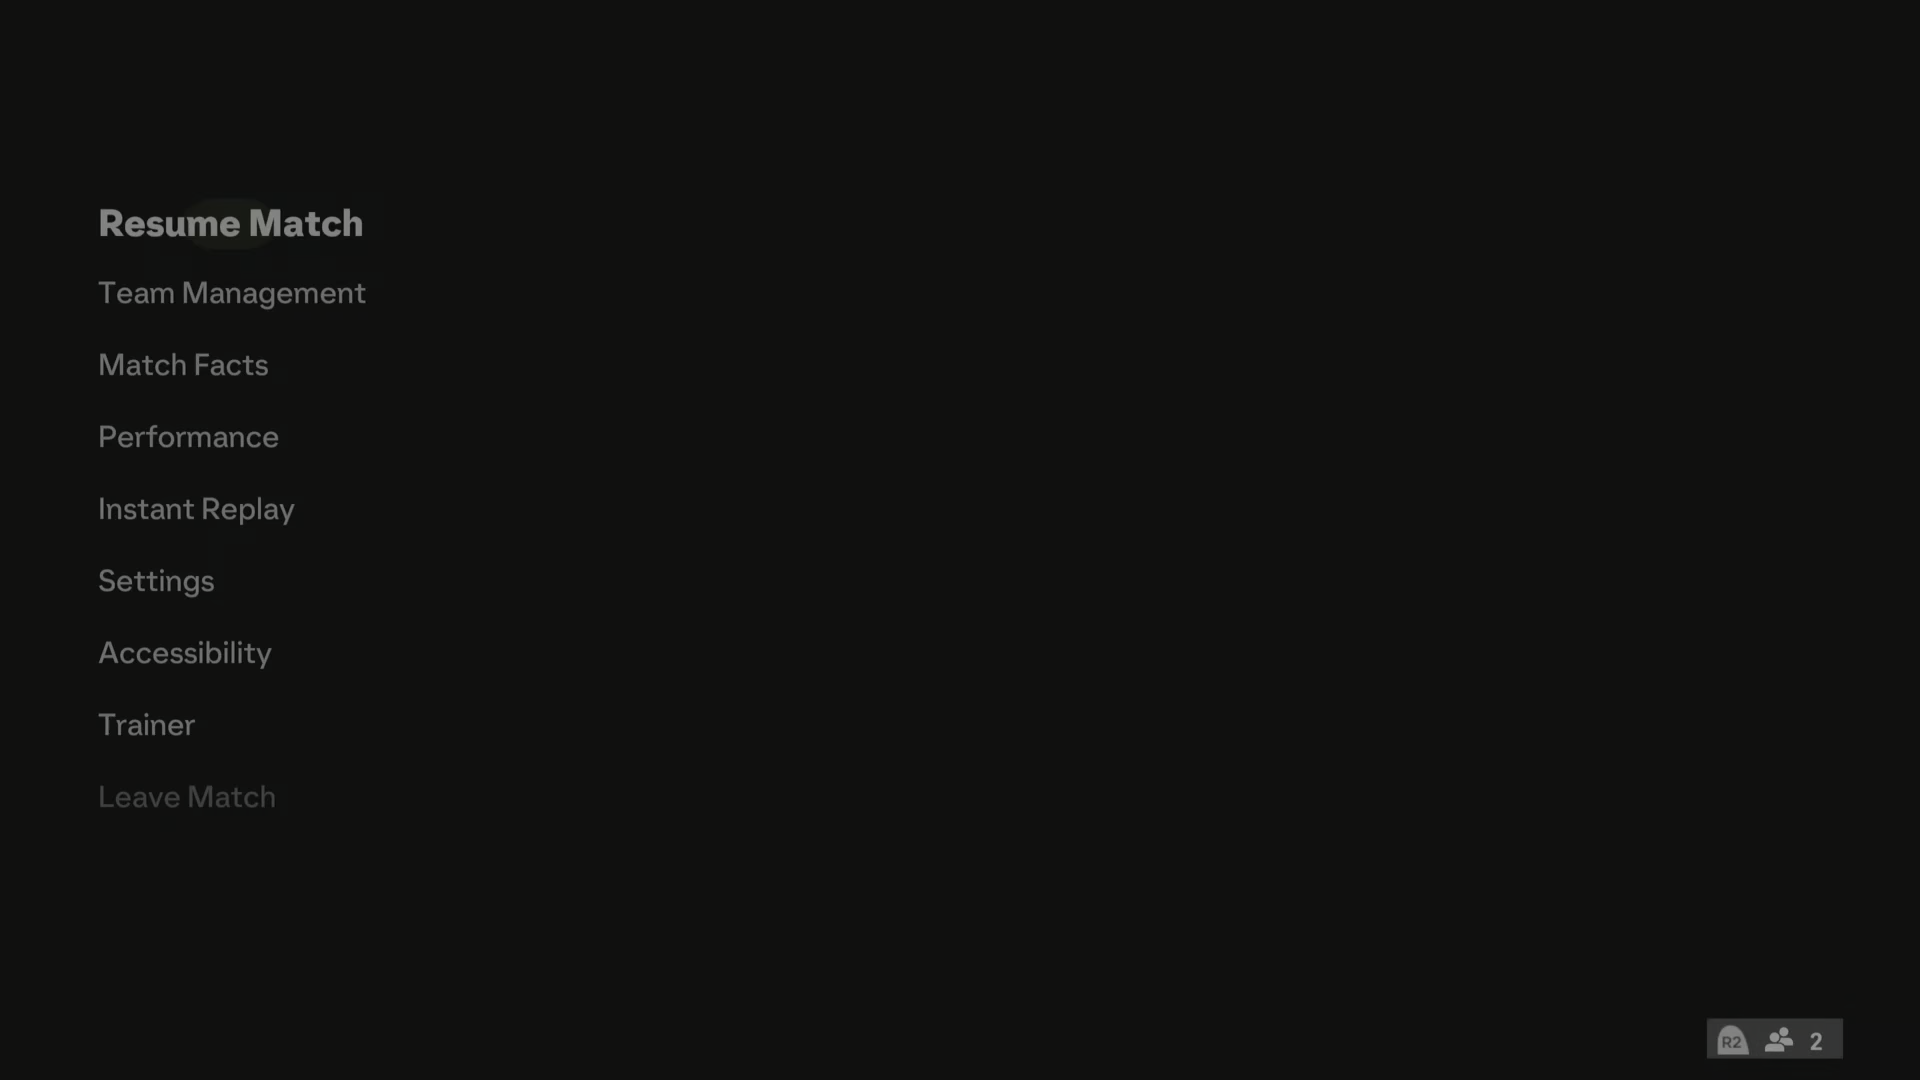 Resume Match
Team Management
Match Facts
Performance
Instant Replay
Settings
Accessibility
Trainer
Leave Match
R2 2